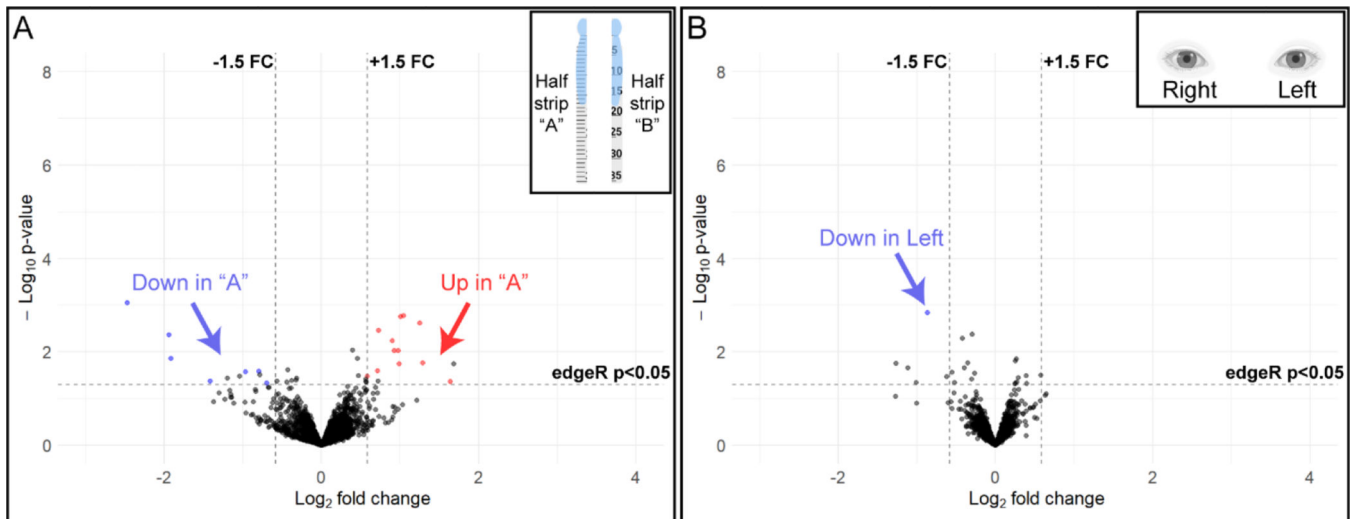 A
-1.5 FC
+1.5 FC
Half strip “A”
5
10
15
20
25
30
35
Half strip “B”
8
6
4
2
0
– Log10 p-value
Down in “A”
Up in “A”
edgeR p<0.05
-2
0
2
4
Log2 fold change
B
-1.5 FC
+1.5 FC
Right
Left
8
6
4
2
0
– Log10 p-value
Down in Left
edgeR p<0.05
-2
0
2
4
Log2 fold change